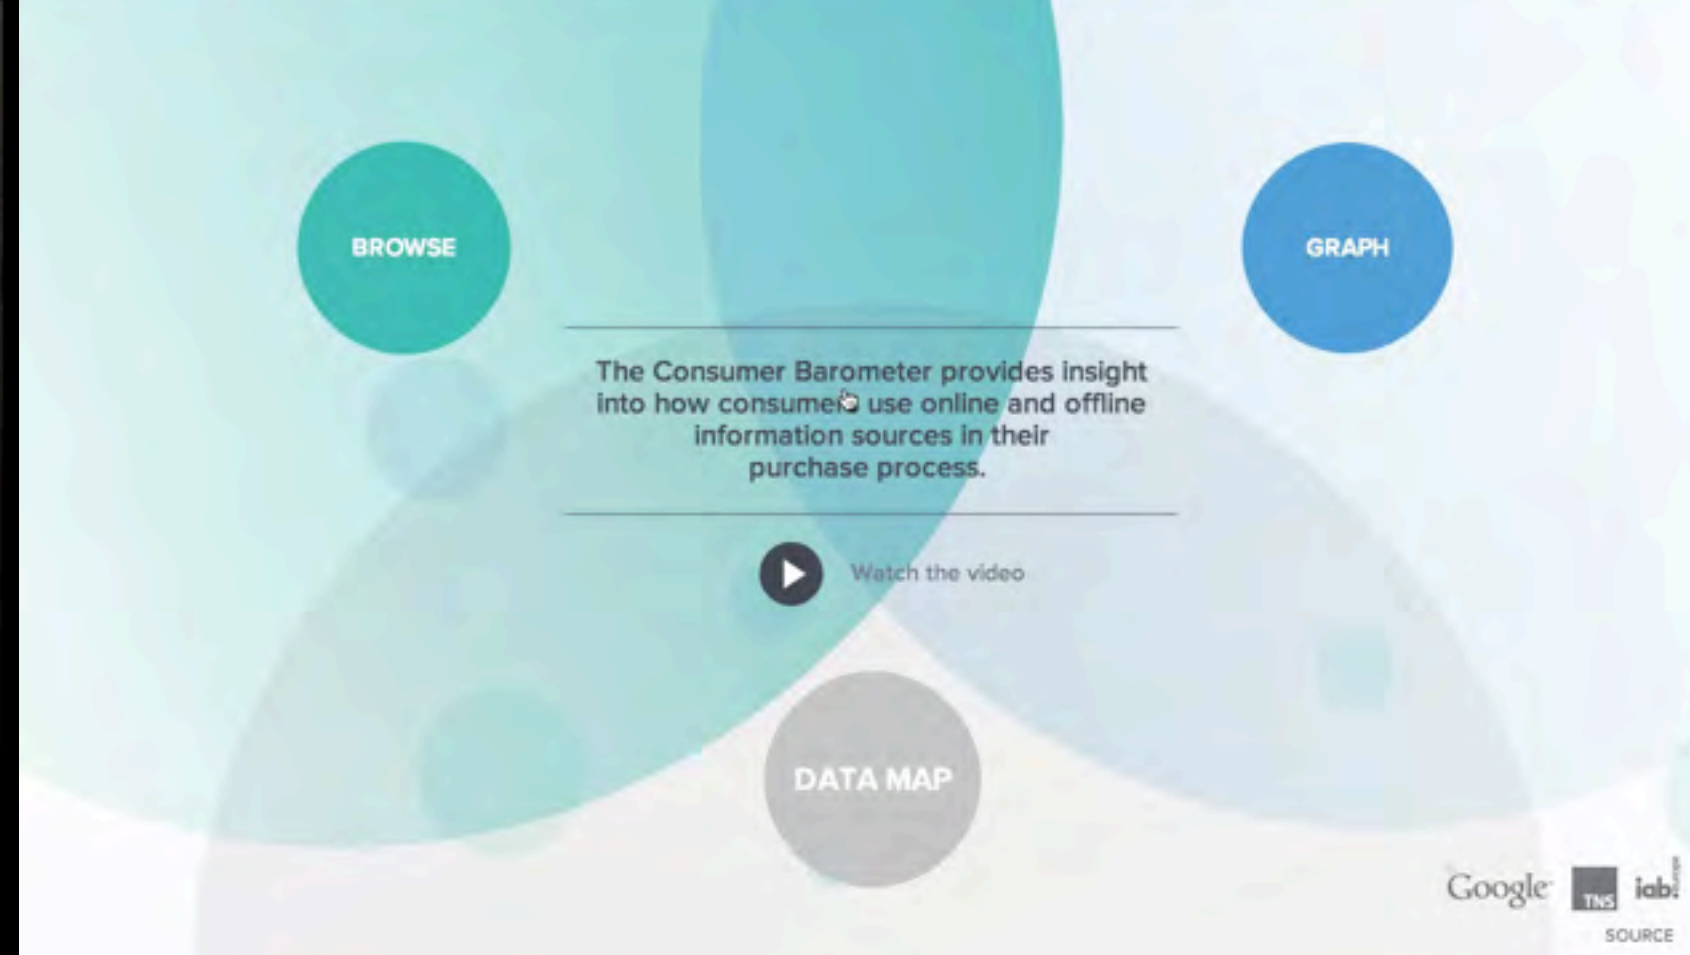 BROWSE
GRAPH
The Consumer Barometer provides insight
into how consumers use online and offline
information sources in their
purchase process.
Watch the video
DATA MAP
Google TNS iab: europe
SOURCE